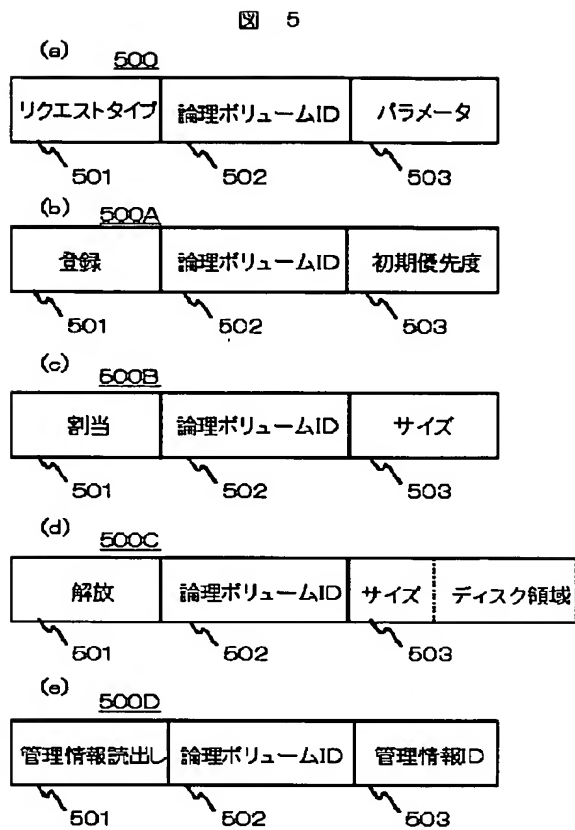 図 5
(a) 500
リクエストタイプ 論理ボリュームID パラメータ
501 502 503
(b) 500A
登録 論理ボリュームID 初期優先度
501 502 503
(c) 500B
割当 論理ボリュームID サイズ
501 502 503
(d) 500C
解放 論理ボリュームID サイズ ディスク領域
501 502 503
(e) 500D
管理情報読出し 論理ボリュームID 管理情報ID
501 502 503